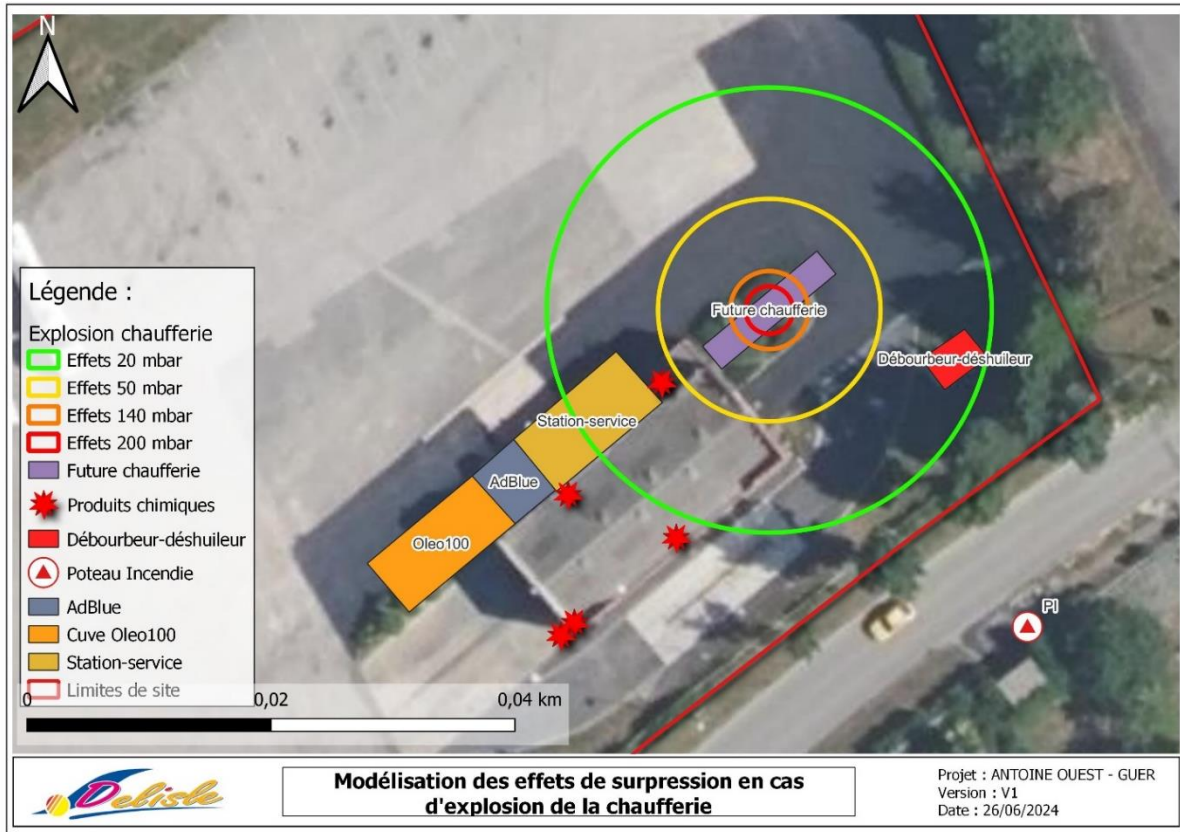 N
Future chaufferie
Débourbeur-déshuileur
Station-service
AdBlue
Oleo100
PI
Légende :
Explosion chaufferie
Effets 20 mbar
Effets 50 mbar
Effets 140 mbar
Effets 200 mbar
Future chaufferie
Produits chimiques
Débourbeur-déshuileur
Poteau Incendie
AdBlue
Cuve Oleo100
Station-service
Limites de site
0 0,02 0,04 km
Delisle
Modélisation des effets de surpression en cas
d'explosion de la chaufferie
Projet : ANTOINE OUEST - GUER
Version : V1
Date : 26/06/2024